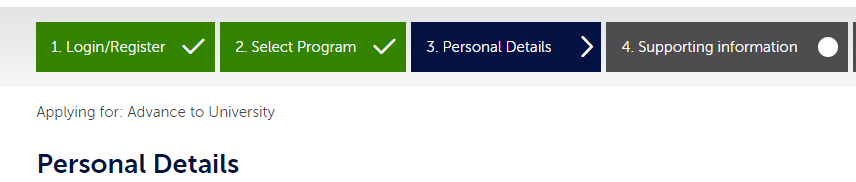 1. Login/Register 2. Select Program 3. Personal Details 4. Supporting information
Applying for: Advance to University
Personal Details